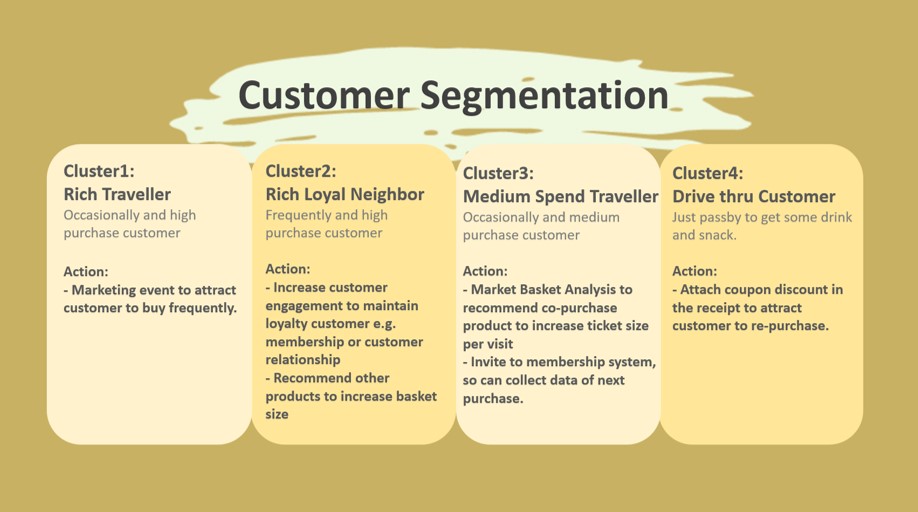 Customer Segmentation
Cluster1:
Rich Traveller
Occasionally and high
purchase customer
Action:
- Marketing event to attract
customer to buy frequently.
Cluster2:
Rich Loyal Neighbor
Frequently and high
purchase customer
Action:
- Increase customer
engagement to maintain
loyalty customer e.g.
membership or customer
relationship
- Recommend other
products to increase basket
size
Cluster3:
Medium Spend Traveller
Occasionally and medium
purchase customer
Action:
- Market Basket Analysis to
recommend co-purchase
product to increase ticket size
per visit
- Invite to membership system,
so can collect data of next
purchase.
Cluster4:
Drive thru Customer
Just passby to get some drink
and snack.
Action:
- Attach coupon discount in
the receipt to attract
customer to re-purchase.